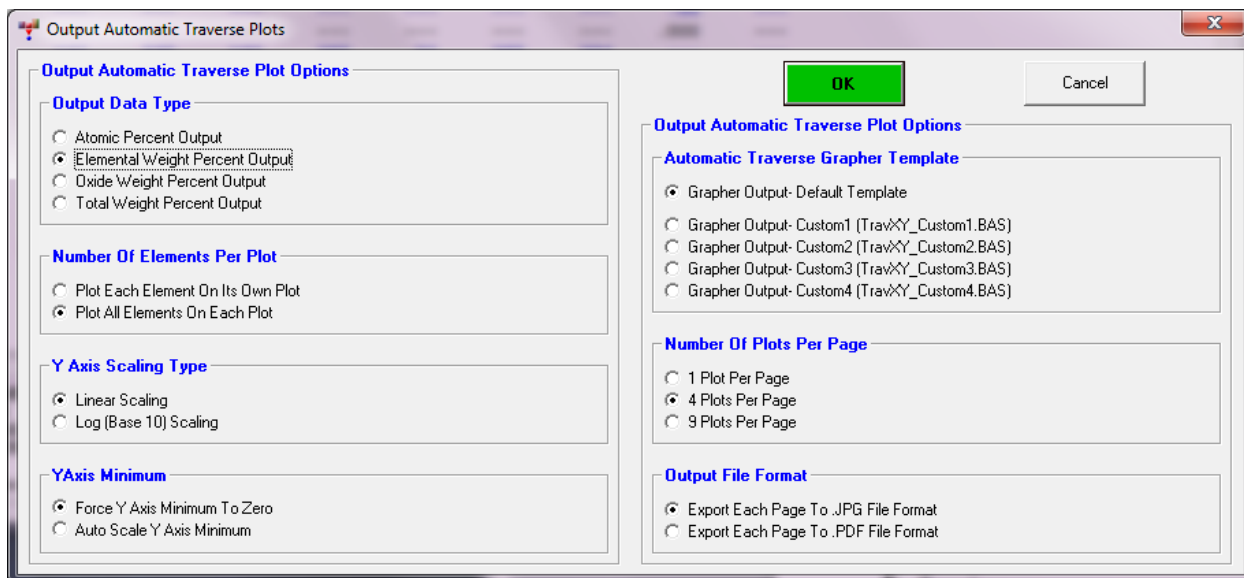 Output Automatic Traverse Plots
Output Automatic Traverse Plot Options
Output Data Type
Atomic Percent Output
Elemental Weight Percent Output
Oxide Weight Percent Output
Total Weight Percent Output
Number Of Elements Per Plot
Plot Each Element On Its Own Plot
Plot All Elements On Each Plot
Y Axis Scaling Type
Linear Scaling
Log (Base 10) Scaling
YAxis Minimum
Force Y Axis Minimum To Zero
Auto Scale Y Axis Minimum
OK
Cancel
Output Automatic Traverse Plot Options
Automatic Traverse Grapher Template
Grapher Output- Default Template
Grapher Output- Custom1 (TravXY_Custom1.BAS)
Grapher Output- Custom2 (TravXY_Custom2.BAS)
Grapher Output- Custom3 (TravXY_Custom3.BAS)
Grapher Output- Custom4 (TravXY_Custom4.BAS)
Number Of Plots Per Page
1 Plot Per Page
4 Plots Per Page
9 Plots Per Page
Output File Format
Export Each Page To .JPG File Format
Export Each Page To .PDF File Format